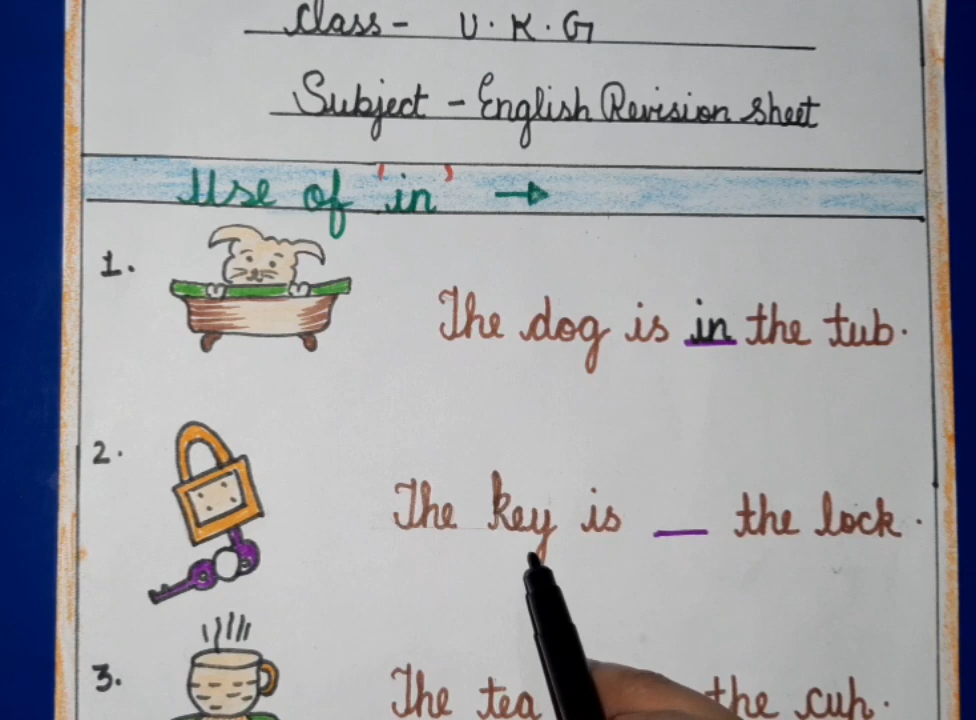 Class - U.K.G
Subject - English Revision Sheet
Use of 'in' →
1. The dog is in the tub.
2. The key is __ the lock.
3. The tea the cup.